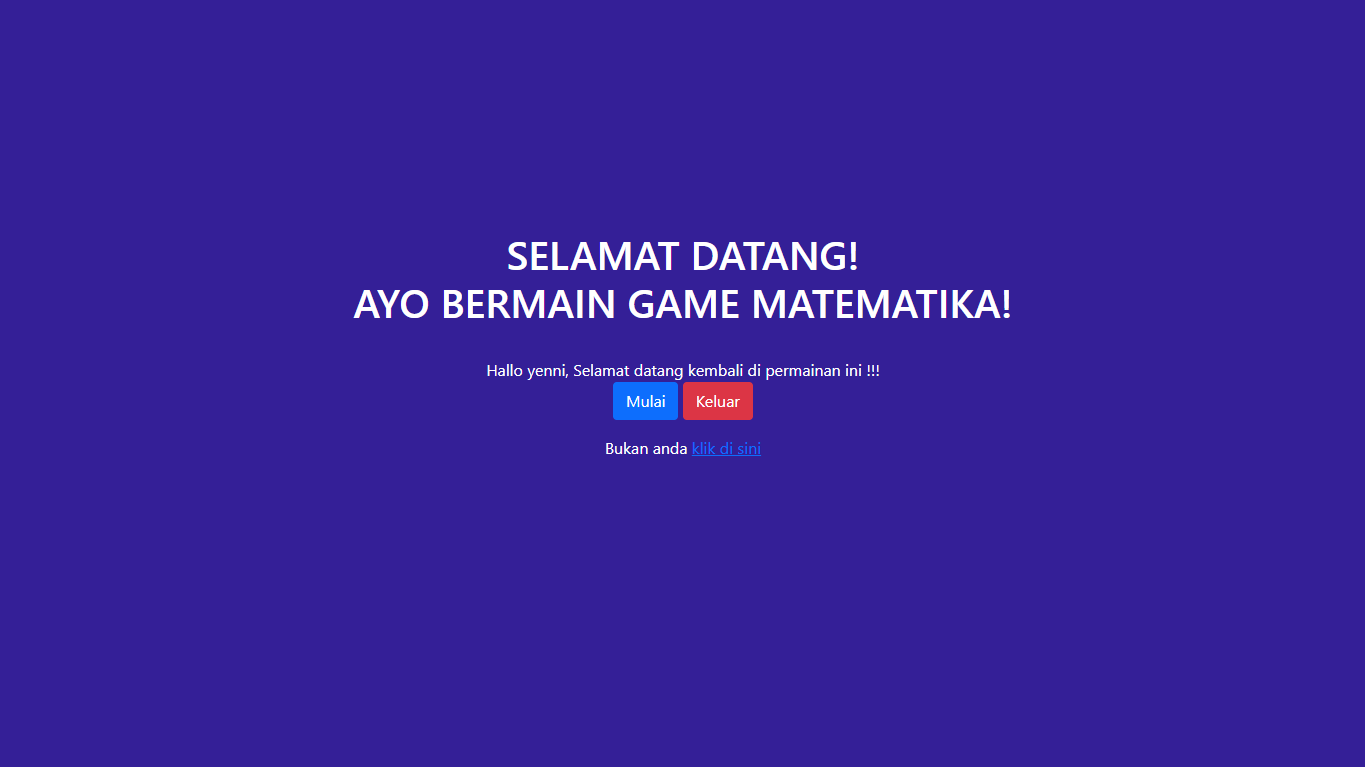 SELAMAT DATANG!
AYO BERMAIN GAME MATEMATIKA!
Hallo yenni, Selamat datang kembali di permainan ini !!!
Mulai Keluar
Bukan anda klik di sini